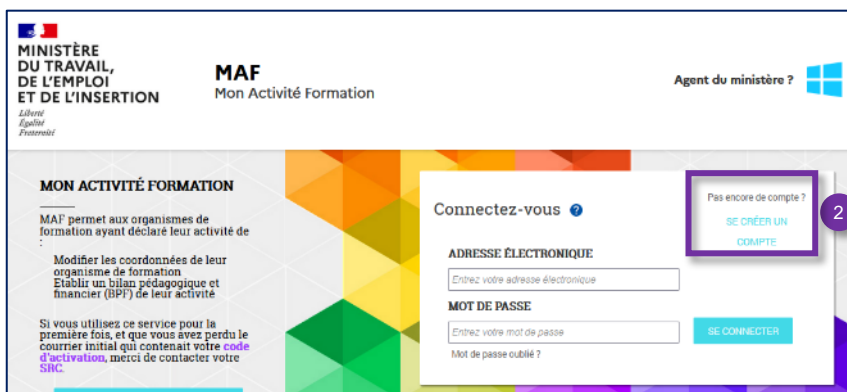 MINISTÈRE
DU TRAVAIL,
DE L'EMPLOI
ET DE L'INSERTION
Liberté
Égalité
Fraternité
MAF
Mon Activité Formation
Agent du ministère ?
MON ACTIVITÉ FORMATION
MAF permet aux organismes de
formation ayant déclaré leur activité de
:
Modifier les coordonnées de leur
organisme de formation
Etablir un bilan pédagogique et
financier (BPF) de leur activité
Si vous utilisez ce service pour la
première fois, et que vous avez perdu le
courrier initial qui contenait votre code
d'activation, merci de contacter votre
SRC.
Connectez-vous ?
Pas encore de compte ?
SE CRÉER UN
COMPTE
2
ADRESSE ÉLECTRONIQUE
Entrez votre adresse électronique
MOT DE PASSE
Entrez votre mot de passe
SE CONNECTER
Mot de passe oublié ?